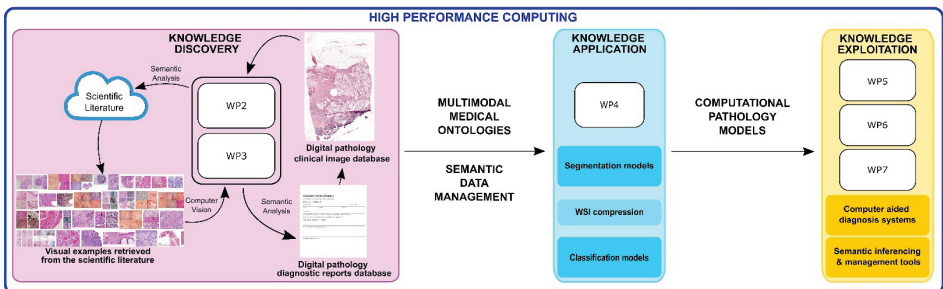 HIGH PERFORMANCE COMPUTING
KNOWLEDGE
DISCOVERY
Semantic
Analysis
Scientific
Literature
WP2
WP3
Digital pathology
clinical image database
Computer
Vision
Semantic
Analysis
Visual examples retrieved
from the scientific literature
Digital pathology
diagnostic reports database
MULTIMODAL
MEDICAL
ONTOLOGIES
SEMANTIC
DATA
MANAGEMENT
KNOWLEDGE
APPLICATION
WP4
Segmentation models
WSI compression
Classification models
COMPUTATIONAL
PATHOLOGY
MODELS
KNOWLEDGE
EXPLOITATION
WP5
WP6
WP7
Computer aided
diagnosis systems
Semantic inferencing
& management tools